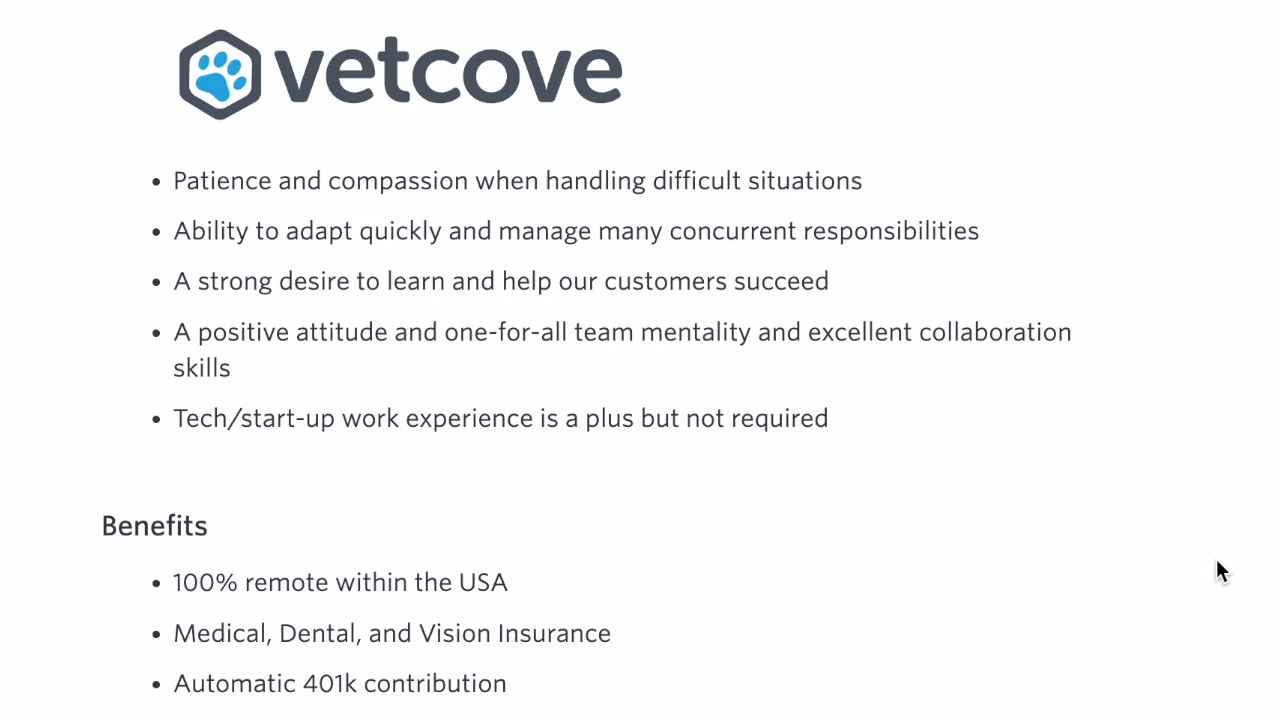 vetcove
• Patience and compassion when handling difficult situations
• Ability to adapt quickly and manage many concurrent responsibilities
• A strong desire to learn and help our customers succeed
• A positive attitude and one-for-all team mentality and excellent collaboration
skills
• Tech/start-up work experience is a plus but not required
Benefits
• 100% remote within the USA
• Medical, Dental, and Vision Insurance
• Automatic 401k contribution